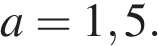 a = 1,5.